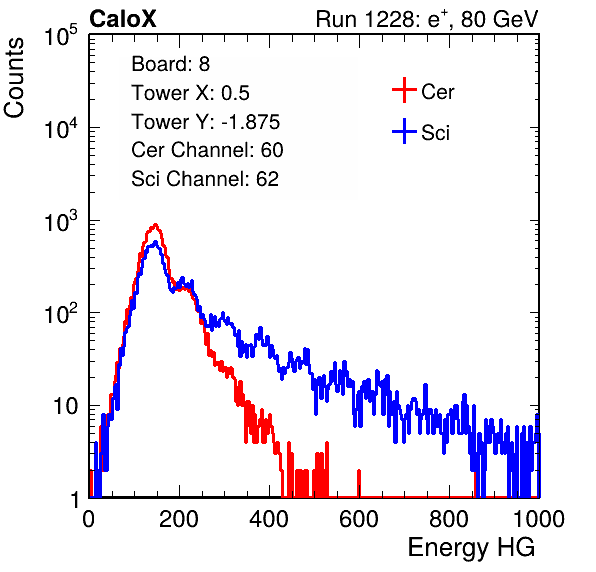 CaloX Run 1228: e⁺, 80 GeV
Counts
10⁵
10⁴
10³
10²
10
1
Board: 8
Tower X: 0.5
Tower Y: -1.875
Cer Channel: 60
Sci Channel: 62
Cer
Sci
0 200 400 600 800 1000
Energy HG